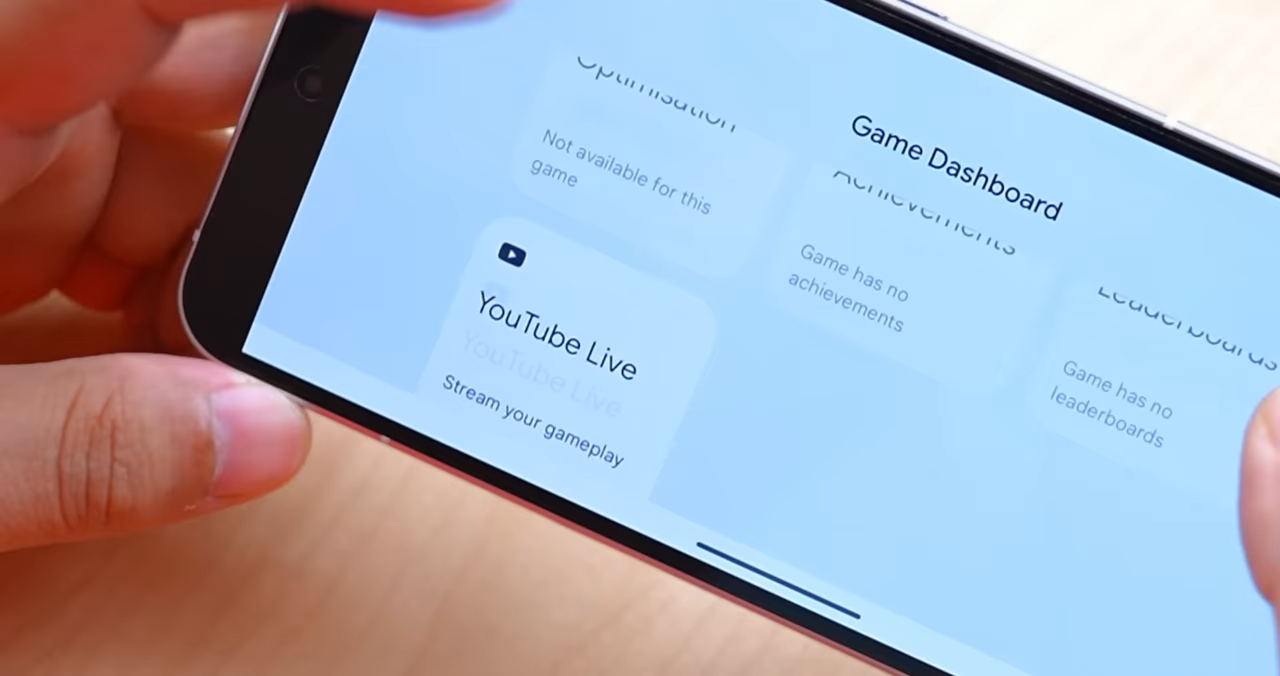 Game Dashboard
Optimisation
Not available for this
game
Achievements
Game has no
achievements
Leaderboards
Game has no
leaderboards
YouTube Live
YouTube Live
Stream your gameplay